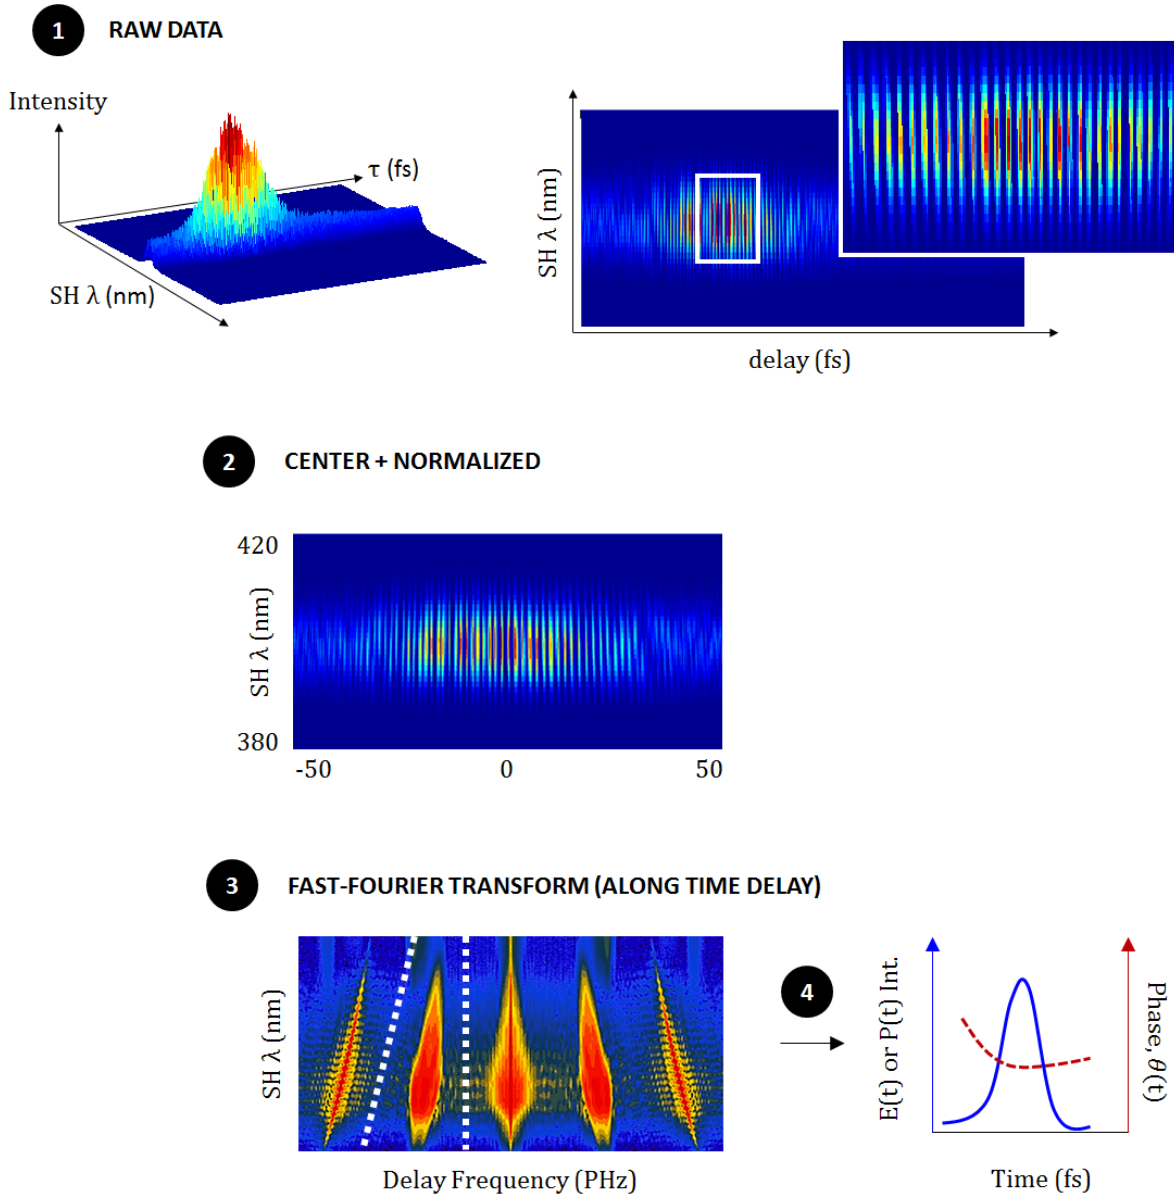 1 RAW DATA
Intensity
τ (fs)
SH λ (nm)
SH λ (nm)
delay (fs)
2 CENTER + NORMALIZED
420
SH λ (nm)
380
-50 0 50
3 FAST-FOURIER TRANSFORM (ALONG TIME DELAY)
SH λ (nm)
Delay Frequency (PHz)
4
E(t) or P(t) Int.
Phase, θ(t)
Time (fs)